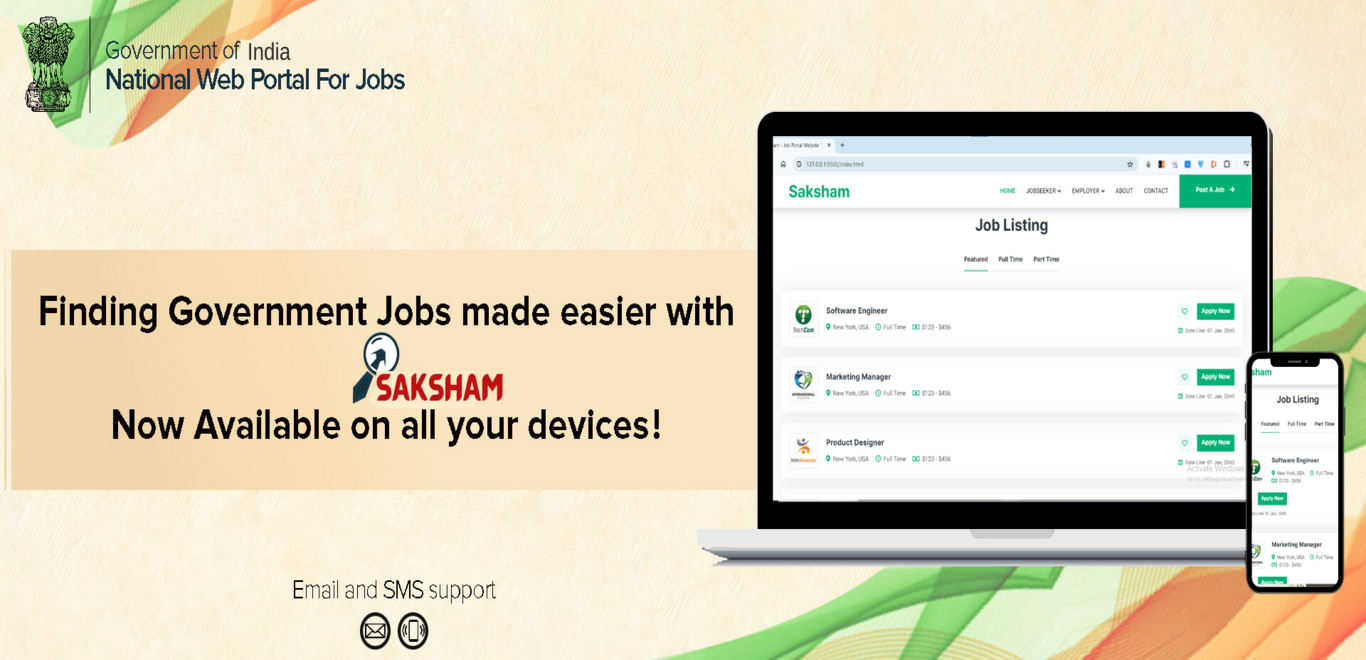 Government of India
National Web Portal For Jobs
Finding Government Jobs made easier with
SAKSHAM
Now Available on all your devices!
Email and SMS support
am - Job Portal Website
127.0.0.1:5500/index.html
Saksham
HOME JOBSEEKER EMPLOYER ABOUT CONTACT Post A Job
Job Listing
Featured Full Time Part Time
TechCom
Software Engineer
New York, USA Full Time $123 - $456
Apply Now
Date Line: 01 Jan, 2045
INTERNATIONAL
Marketing Manager
New York, USA Full Time $123 - $456
Apply Now
Date Line: 01 Jan, 2045
Product Designer
New York, USA Full Time $123 - $456
Apply Now
Date Line: 01 Jan, 2045
Activate Windows
Go to Settings to activate
sham
Job Listing
Featured Full Time Part Time
Software Engineer
New York, USA Full Time
$123 - $456
Apply Now
Line: 01 Jan, 2045
Marketing Manager
New York, USA Full Time
$123 - $456
Apply Now